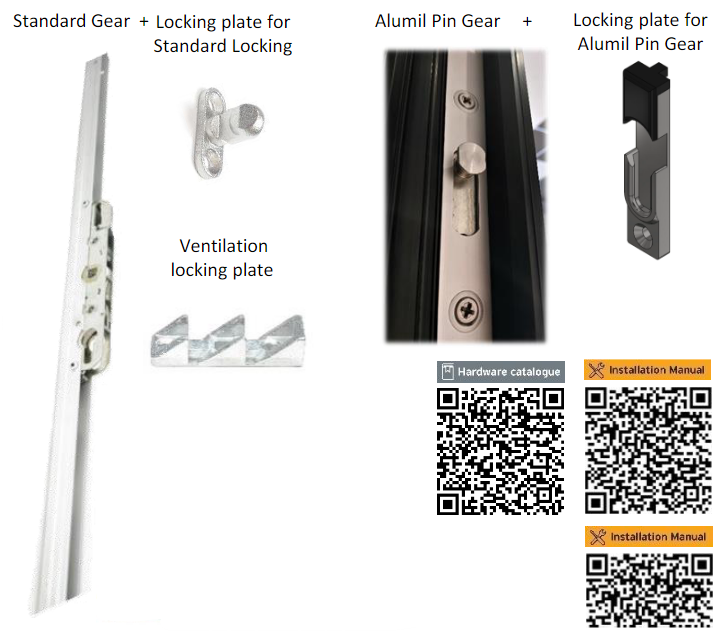 Standard Gear + Locking plate for
Standard Locking
Ventilation
locking plate
Alumil Pin Gear +
Locking plate for
Alumil Pin Gear
Hardware catalogue
Installation Manual
Installation Manual